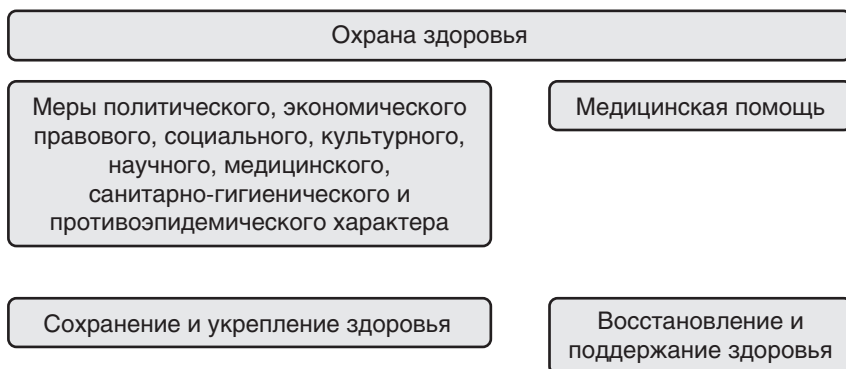 Охрана здоровья
Меры политического, экономического
правового, социального, культурного,
научного, медицинского,
санитарно-гигиенического и
противоэпидемического характера
Медицинская помощь
Сохранение и укрепление здоровья
Восстановление и
поддержание здоровья